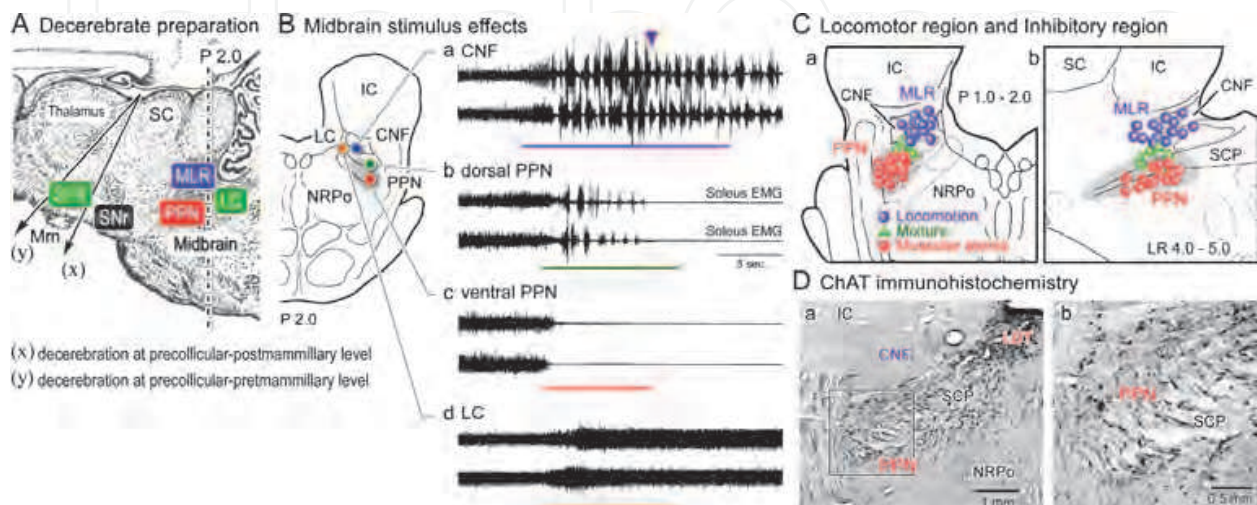 A Decerebrate preparation
P 2.0
Thalamus
SC
MLR
LC
SNr
PPN
Mm
Midbrain
(y)
(x)
(x) decerebration at precollicular-postmammillary level
(y) decerebration at precollicular-pretmammillary level
B Midbrain stimulus effects
IC
LC
CNF
PPN
NRPo
P 2.0
a CNF
b dorsal PPN
Soleus EMG
Soleus EMG
5 sec.
c ventral PPN
d LC
C Locomotor region and Inhibitory region
a
IC
CNF
MLR
P 1.0 - 2.0
PPN
NRPo
Locomotion
Mixture
Muscular atonia
b
SC
IC
CNF
MLR
SCP
PPN
LR 4.0 - 5.0
D ChAT immunohistochemistry
a
IC
LDT
CNF
SCP
PPN
NRPo
1 mm
b
PPN
SCP
0.5 mm